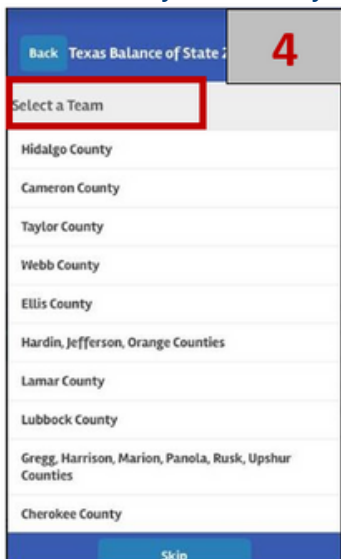 4
Back Texas Balance of State
Select a Team
Hidalgo County
Cameron County
Taylor County
Webb County
Ellis County
Hardin, Jefferson, Orange Counties
Lamar County
Lubbock County
Gregg, Harrison, Marion, Panola, Rusk, Upshur
Counties
Cherokee County
Skip